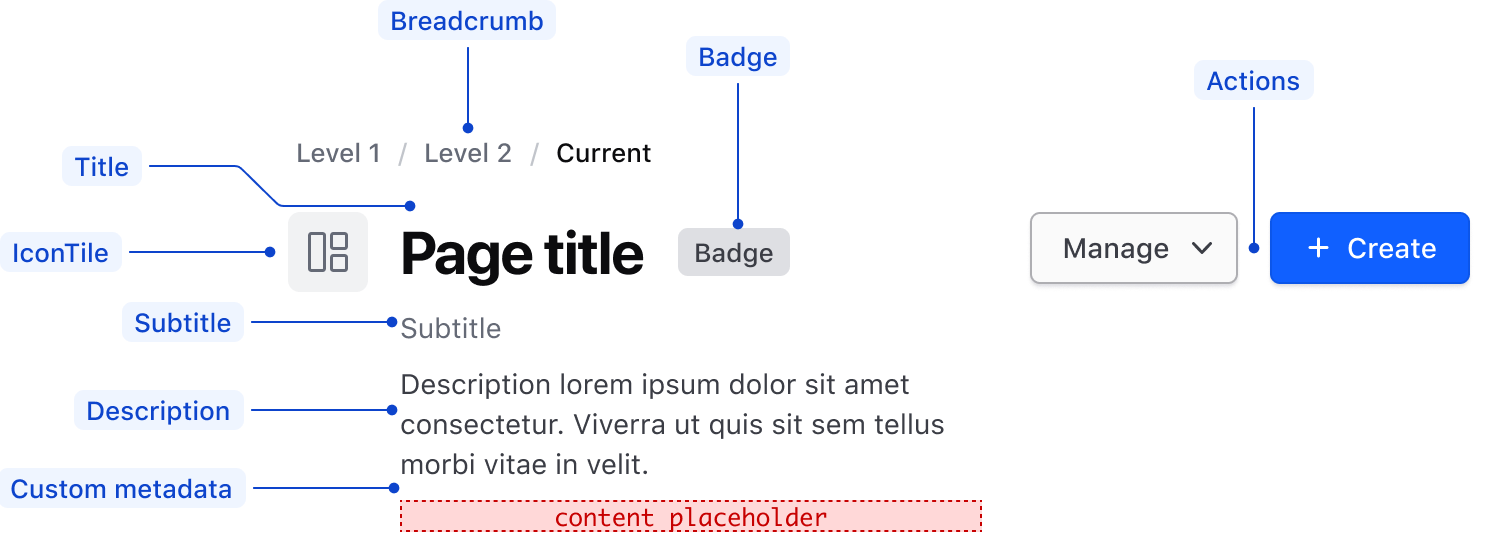 Breadcrumb
Badge
Actions
Level 1 / Level 2 / Current
Title
IconTile
Page title
Badge
Manage
+ Create
Subtitle
Subtitle
Description
Description lorem ipsum dolor sit amet
consectetur. Viverra ut quis sit sem tellus
morbi vitae in velit.
Custom metadata
content placeholder